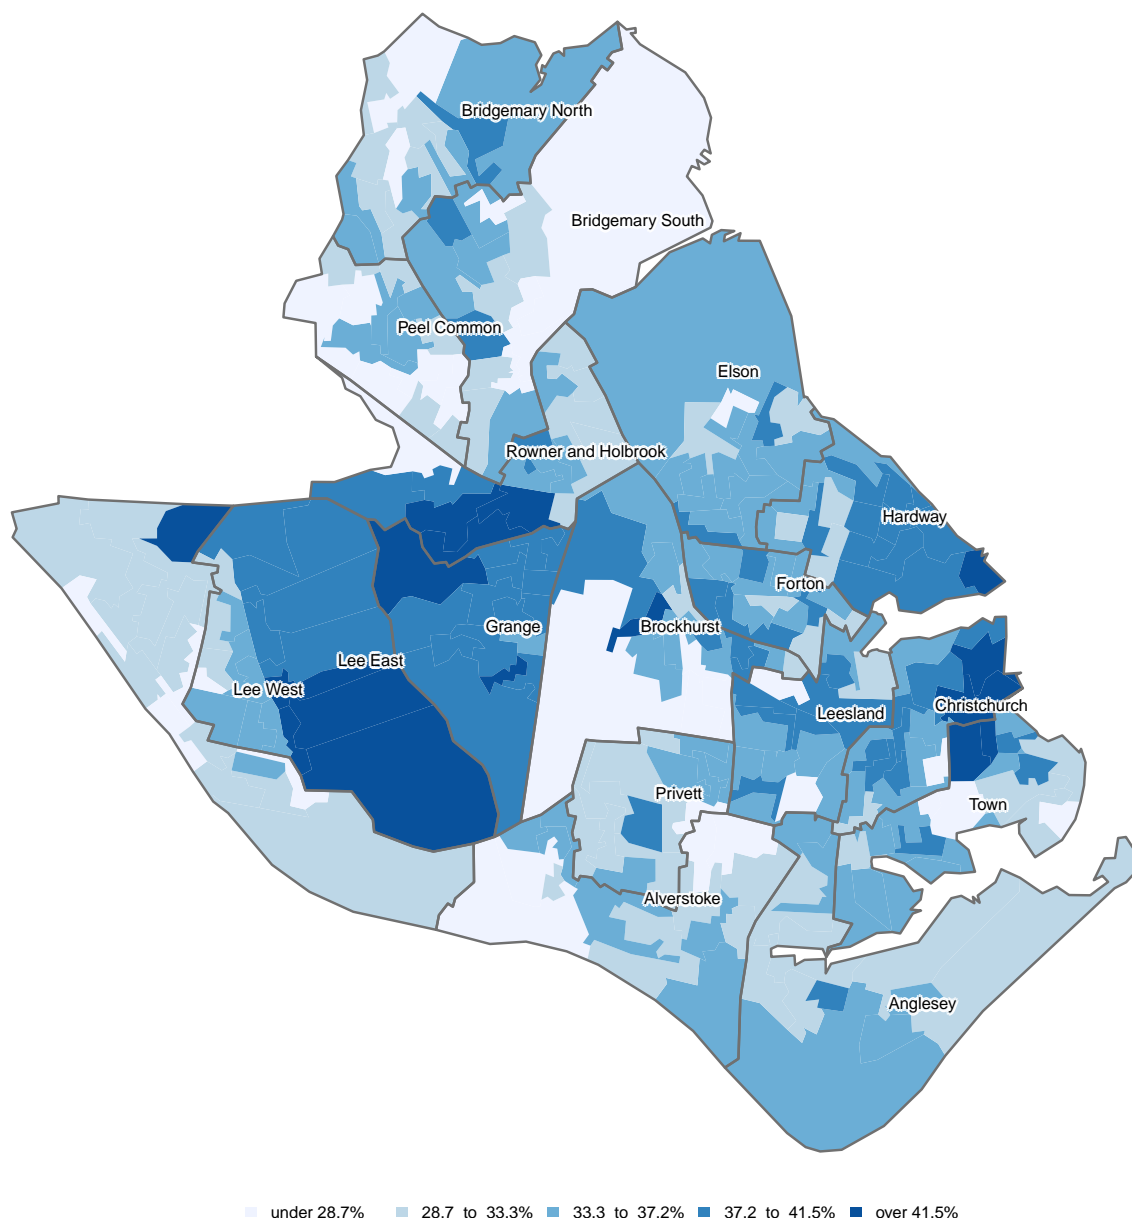 Bridgemary North
Bridgemary South
Peel Common
Elson
Rowner and Holbrook
Hardway
Forton
Grange
Brockhurst
Lee East
Lee West
Christchurch
Leesland
Privett
Town
Alverstoke
Anglesey
under 28.7% 28.7 to 33.3% 33.3 to 37.2% 37.2 to 41.5% over 41.5%